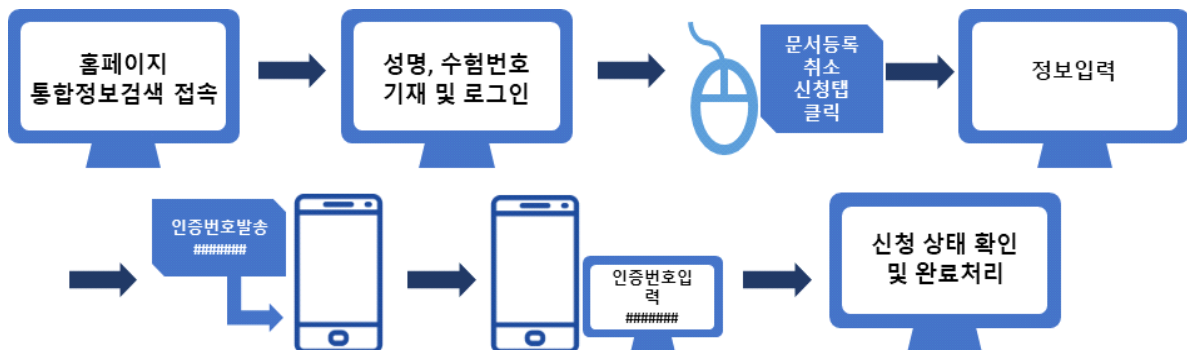 홈페이지
통합정보검색 접속
성명, 수험번호
기재 및 로그인
문서등록
취소
신청탭
클릭
정보입력
인증번호발송
#######
인증번호입
력
#######
신청 상태 확인
및 완료처리